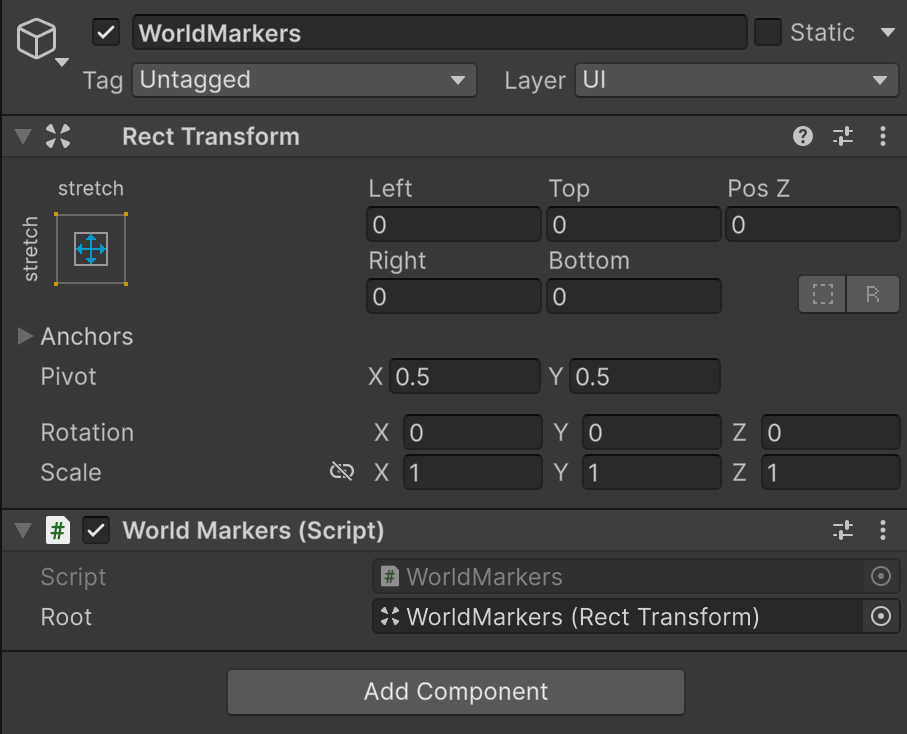 WorldMarkers Static
Tag Untagged Layer UI
Rect Transform
stretch
stretch
Left Top Pos Z
0 0 0
Right Bottom
0 0
R
Anchors
Pivot X 0.5 Y 0.5
Rotation X 0 Y 0 Z 0
Scale X 1 Y 1 Z 1
# World Markers (Script)
Script # WorldMarkers
Root WorldMarkers (Rect Transform)
Add Component